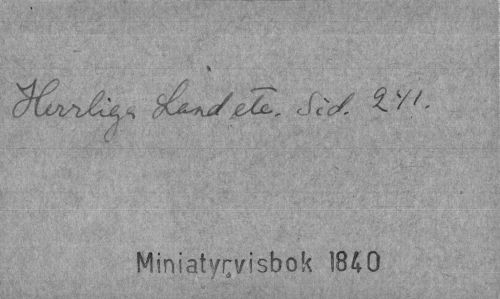 Herrliga Land etc. Sid. 241.
Miniatyrvisbok 1840